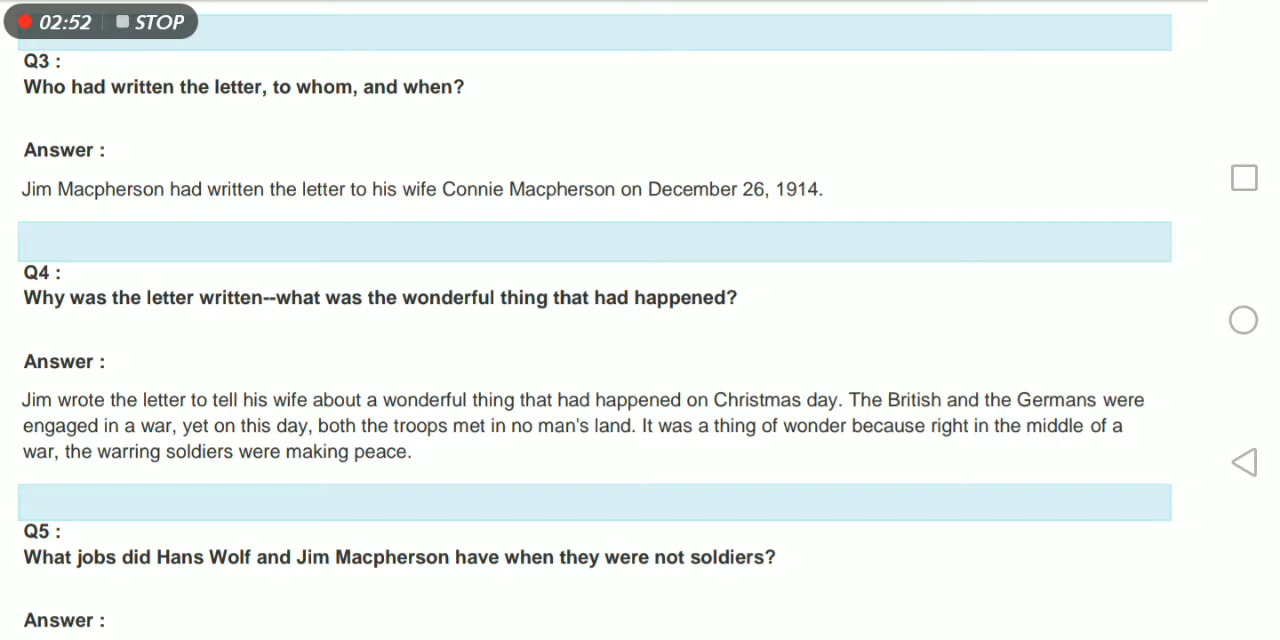 02:52 STOP
Q3 :
Who had written the letter, to whom, and when?
Answer :
Jim Macpherson had written the letter to his wife Connie Macpherson on December 26, 1914.
Q4 :
Why was the letter written--what was the wonderful thing that had happened?
Answer :
Jim wrote the letter to tell his wife about a wonderful thing that had happened on Christmas day. The British and the Germans were
engaged in a war, yet on this day, both the troops met in no man's land. It was a thing of wonder because right in the middle of a
war, the warring soldiers were making peace.
Q5 :
What jobs did Hans Wolf and Jim Macpherson have when they were not soldiers?
Answer :